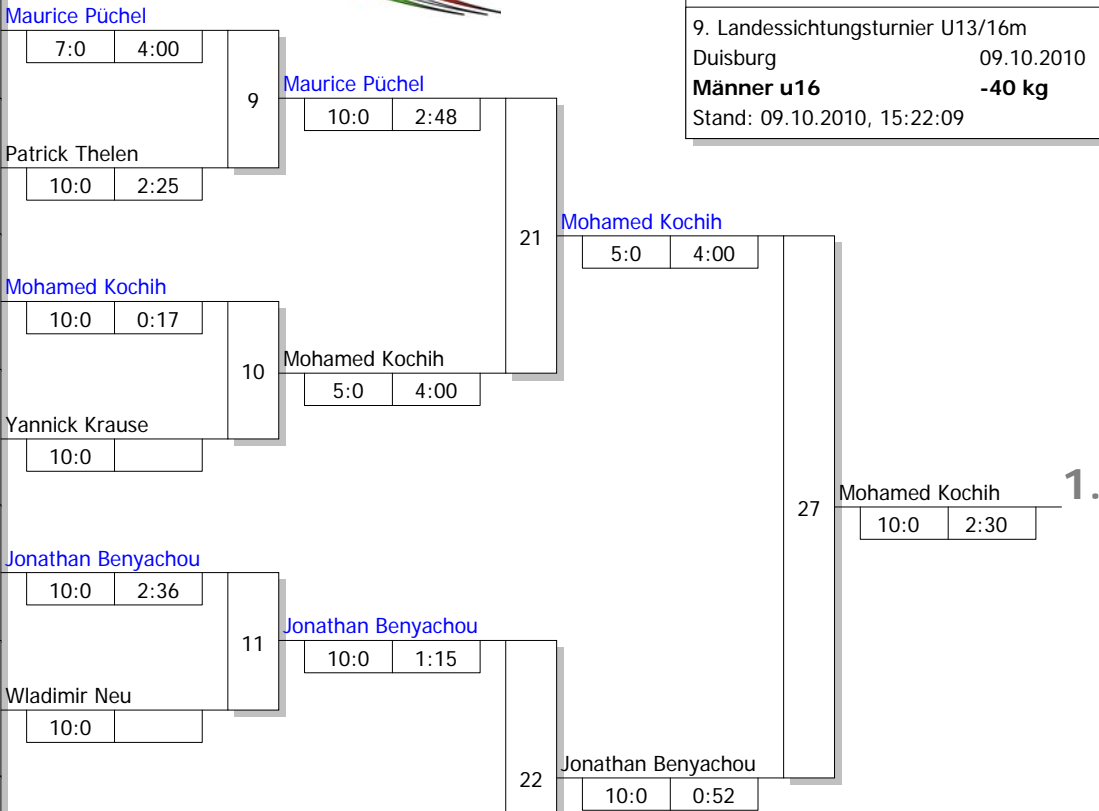 9. Landessichtungsturnier U13/16m
Duisburg 09.10.2010
Männer u16 -40 kg
Stand: 09.10.2010, 15:22:09
Maurice Püchel
7:0 4:00
9
Patrick Thelen
10:0 2:25
Mohamed Kochih
10:0 0:17
10
Yannick Krause
10:0
Jonathan Benyachou
10:0 2:36
11
Wladimir Neu
10:0
Maurice Püchel
10:0 2:48
21
Mohamed Kochih
5:0 4:00
Jonathan Benyachou
10:0 1:15
22
Mohamed Kochih
5:0 4:00
27
Jonathan Benyachou
10:0 0:52
Mohamed Kochih 1.
10:0 2:30